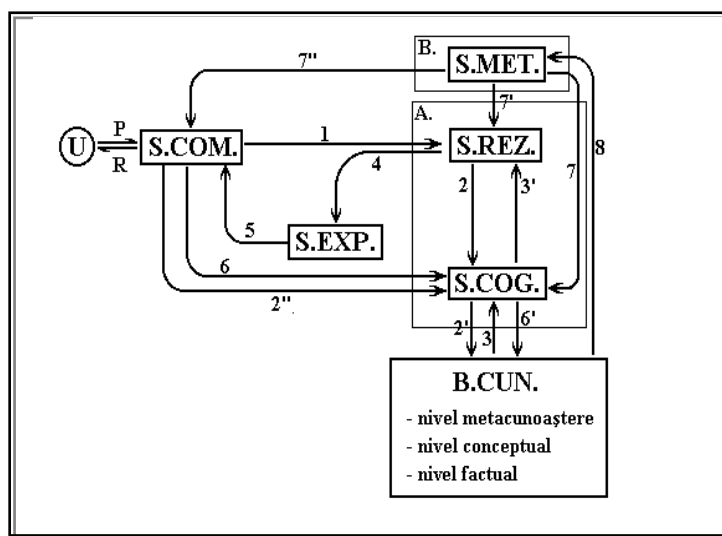 B.
S.MET.
7"
7'
A.
P
U
S.COM.
1
S.REZ.
8
R
4
7
2
3'
5
S.EXP.
6
S.COG.
2"
2'
3
6'
B.CUN.
- nivel metacunoaştere
- nivel conceptual
- nivel factual